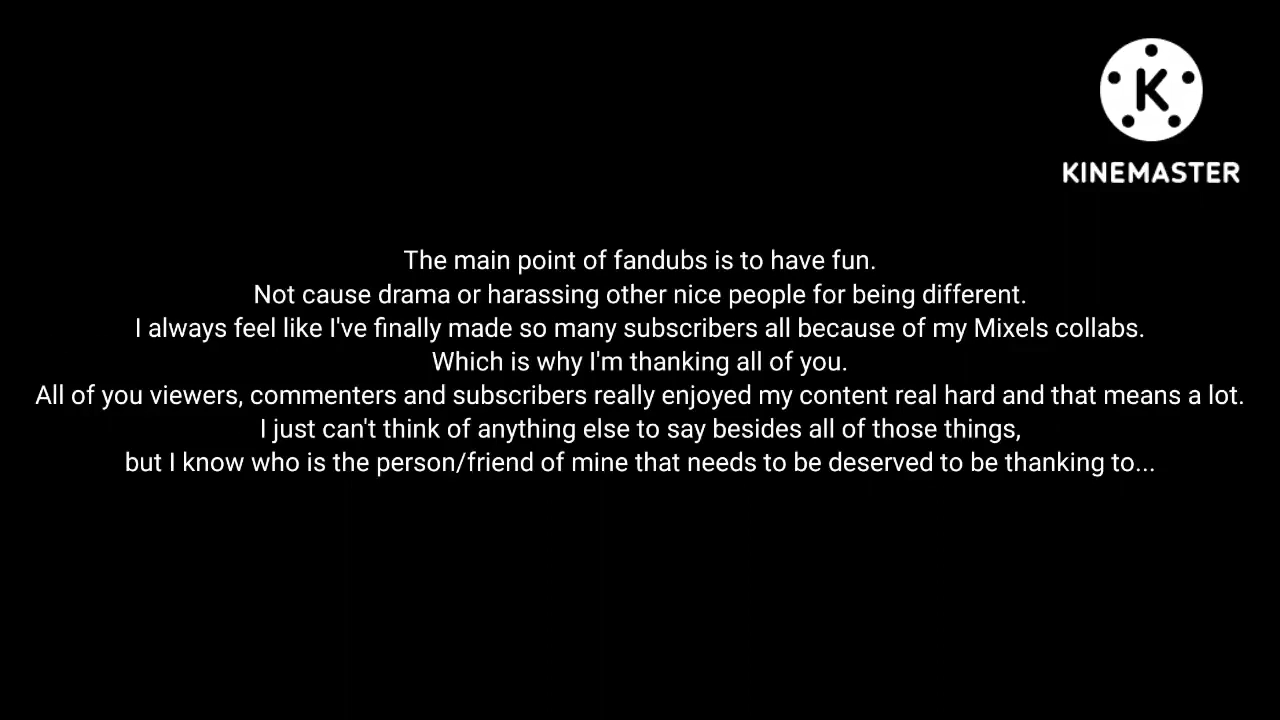 K
KINEMASTER
The main point of fandubs is to have fun.
Not cause drama or harassing other nice people for being different.
I always feel like I've finally made so many subscribers all because of my Mixels collabs.
Which is why I'm thanking all of you.
All of you viewers, commenters and subscribers really enjoyed my content real hard and that means a lot.
I just can't think of anything else to say besides all of those things,
but I know who is the person/friend of mine that needs to be deserved to be thanking to...